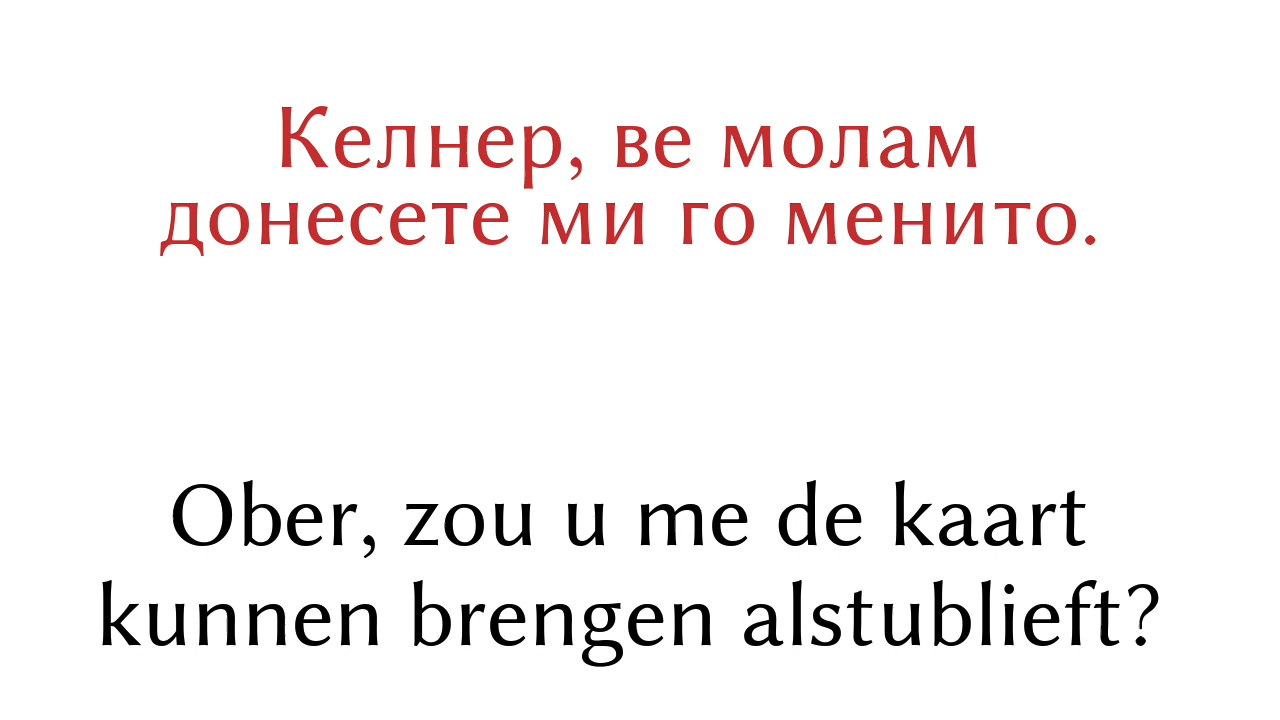 Келнер, ве молам
донесете ми го менито.
Ober, zou u me de kaart
kunnen brengen alstublieft?